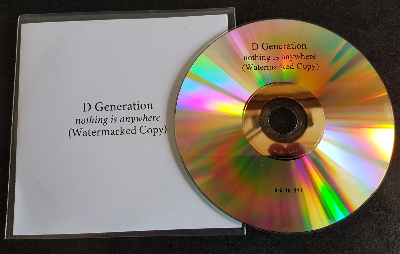 D Generation
nothing is anywhere
(Watermarked Copy)
D Generation
nothing is anywhere
(Watermarked Copy)